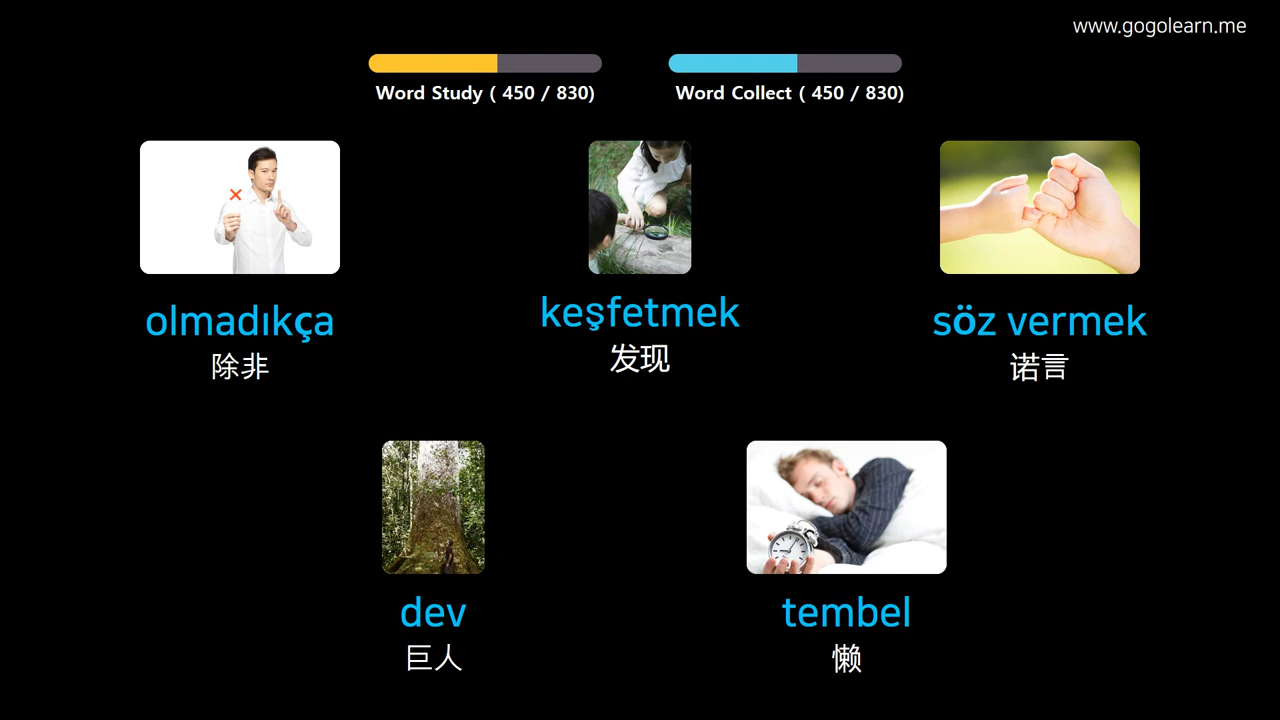 www.gogolearn.me
Word Study ( 450 / 830)
Word Collect ( 450 / 830)
olmadıkça
除非
keşfetmek
发现
söz vermek
诺言
dev
巨人
tembel
懒